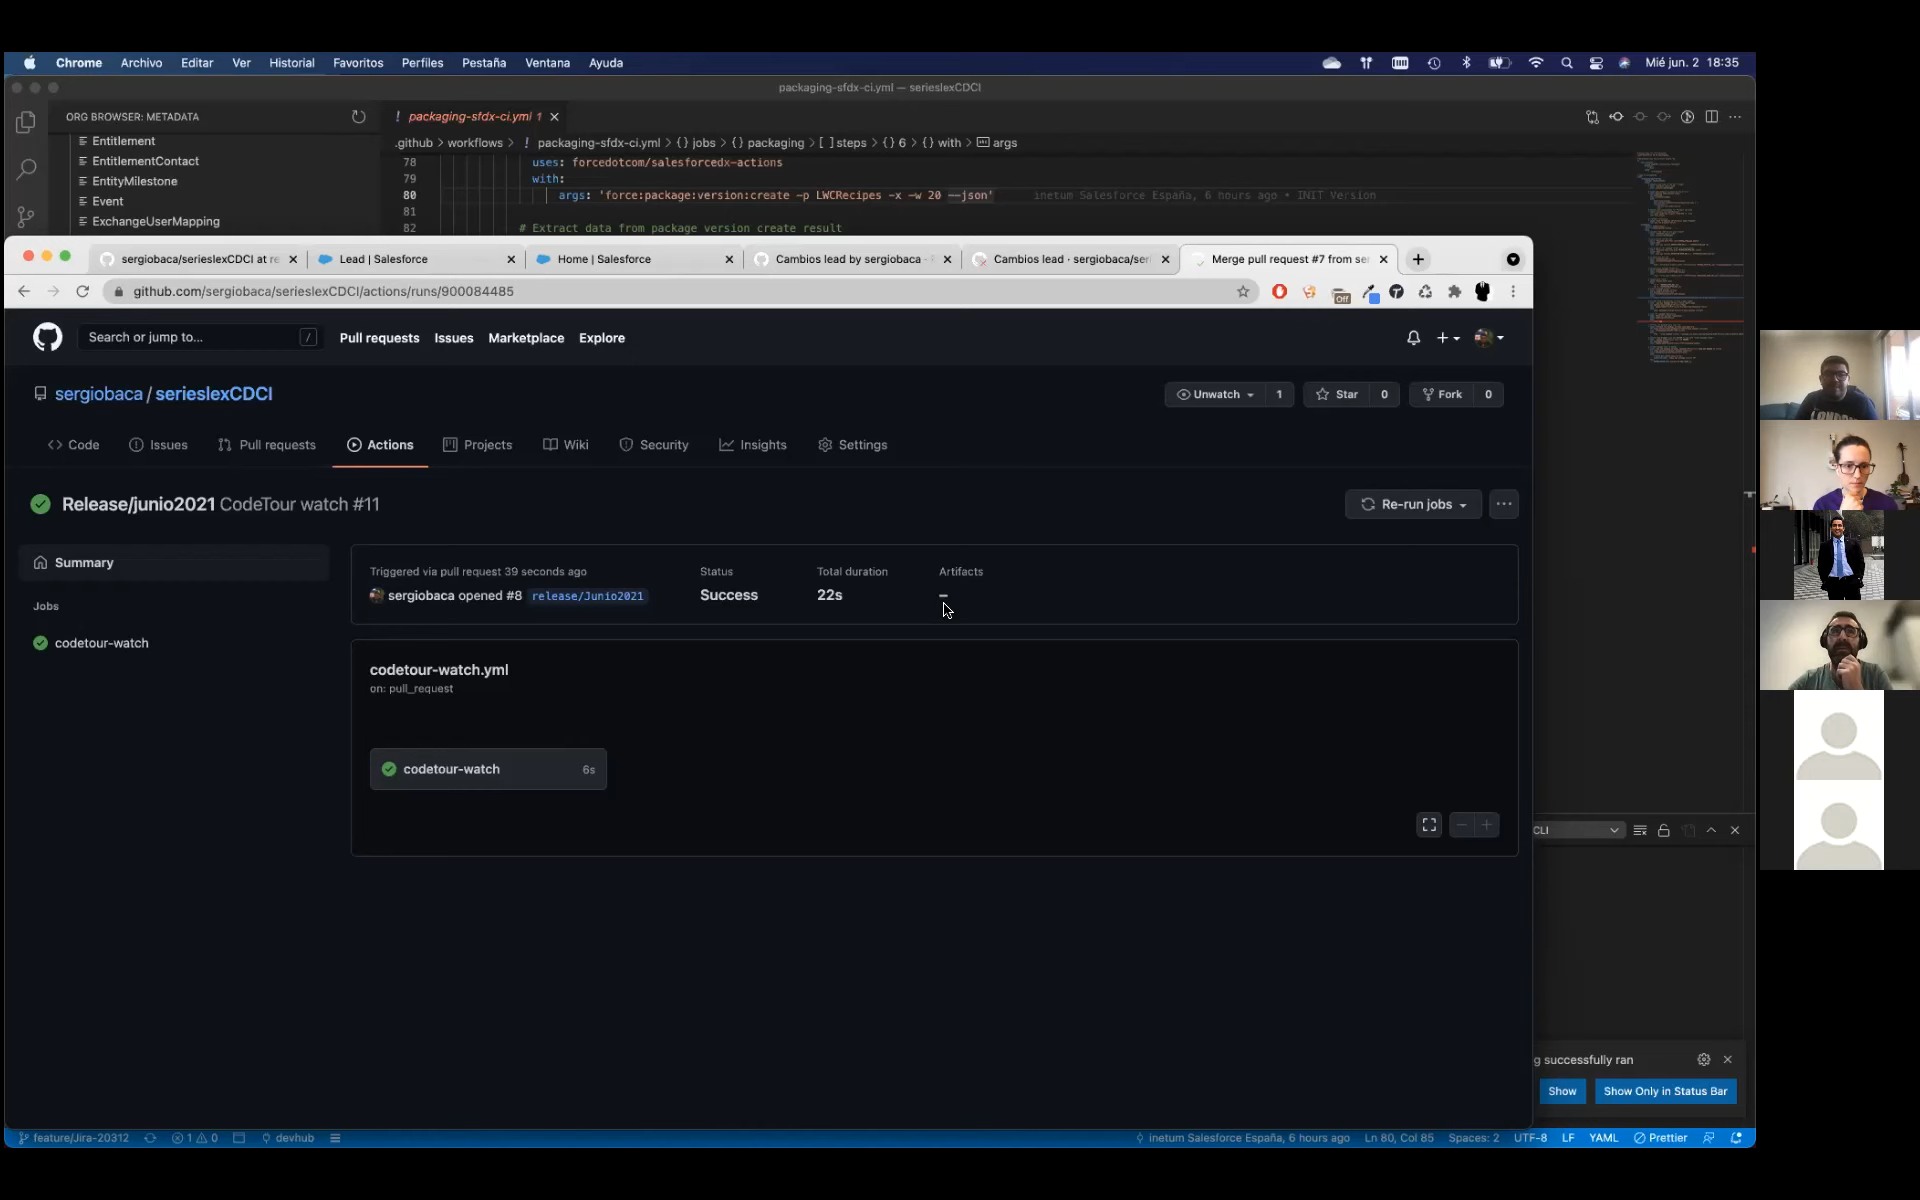 Chrome Archivo Editar Ver Historial Favoritos Perfiles Pestaña Ventana Ayuda Mié jun. 2 18:35
packaging-sfdx-ci.yml — serieslexCDCI
ORG BROWSER: METADATA
! packaging-sfdx-ci.yml 1
.github > workflows > ! packaging-sfdx-ci.yml > {} jobs > {} packaging > [ ] steps > {} 6 > {} with > args
Entitlement
EntitlementContact
EntityMilestone
Event
ExchangeUserMapping
78 uses: forcedotcom/salesforcedx-actions
79 with:
80 args: 'force:package:version:create -p LWCRecipes -x -w 20 --json' inetum Salesforce España, 6 hours ago • INIT Version
81
82 # Extract data from package version create result
sergiobaca/serieslexCDCI at re
Lead | Salesforce
Home | Salesforce
Cambios lead by sergiobaca ·
Cambios lead · sergiobaca/ser
Merge pull request #7 from se
github.com/sergiobaca/serieslexCDCI/actions/runs/900084485
Off
Search or jump to... /
Pull requests Issues Marketplace Explore
sergiobaca / serieslexCDCI
Unwatch 1 Star 0 Fork 0
Code Issues Pull requests Actions Projects Wiki Security Insights Settings
Release/junio2021 CodeTour watch #11
Re-run jobs
Summary
Jobs
codetour-watch
Triggered via pull request 39 seconds ago
sergiobaca opened #8 release/Junio2021
Status
Success
Total duration
22s
Artifacts
–
codetour-watch.yml
on: pull_request
codetour-watch 6s
CLI
g successfully ran
Show
Show Only in Status Bar
feature/Jira-20312 1 0 devhub inetum Salesforce España, 6 hours ago Ln 80, Col 85 Spaces: 2 UTF-8 LF YAML Prettier